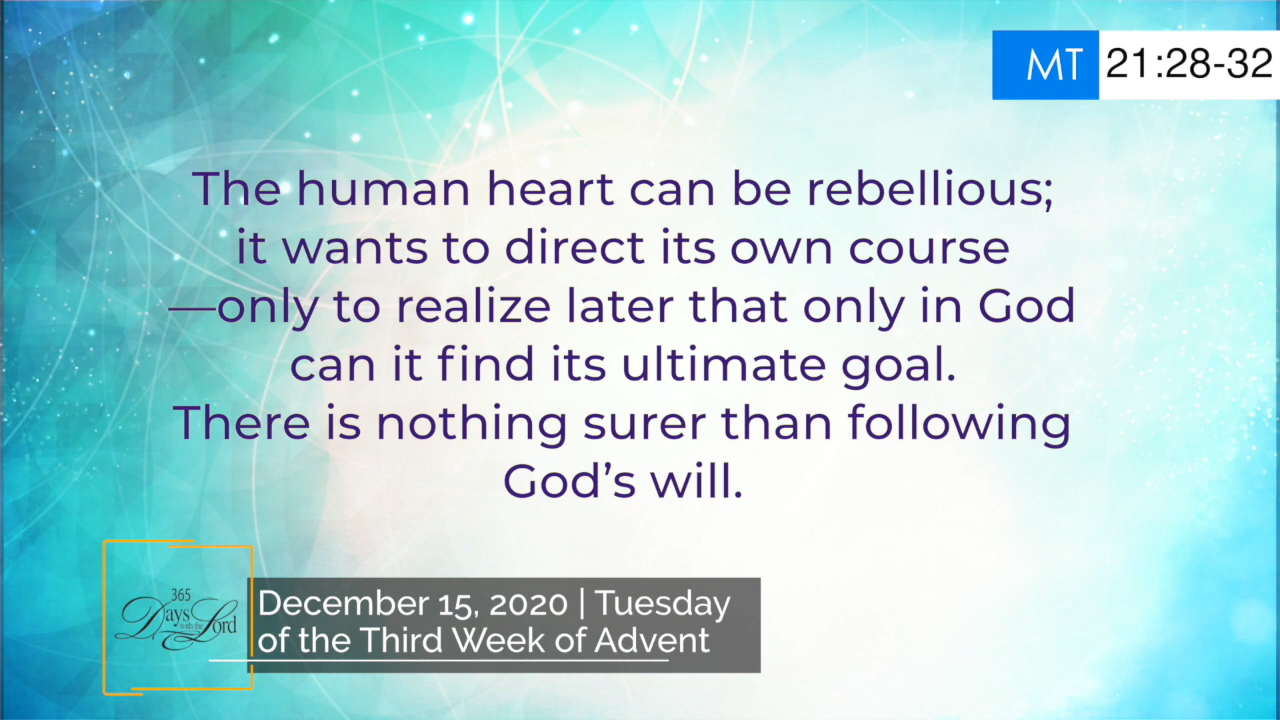 MT 21:28-32
The human heart can be rebellious;
it wants to direct its own course
—only to realize later that only in God
can it find its ultimate goal.
There is nothing surer than following
God’s will.
365
Days
with the
Lord
December 15, 2020 | Tuesday
of the Third Week of Advent